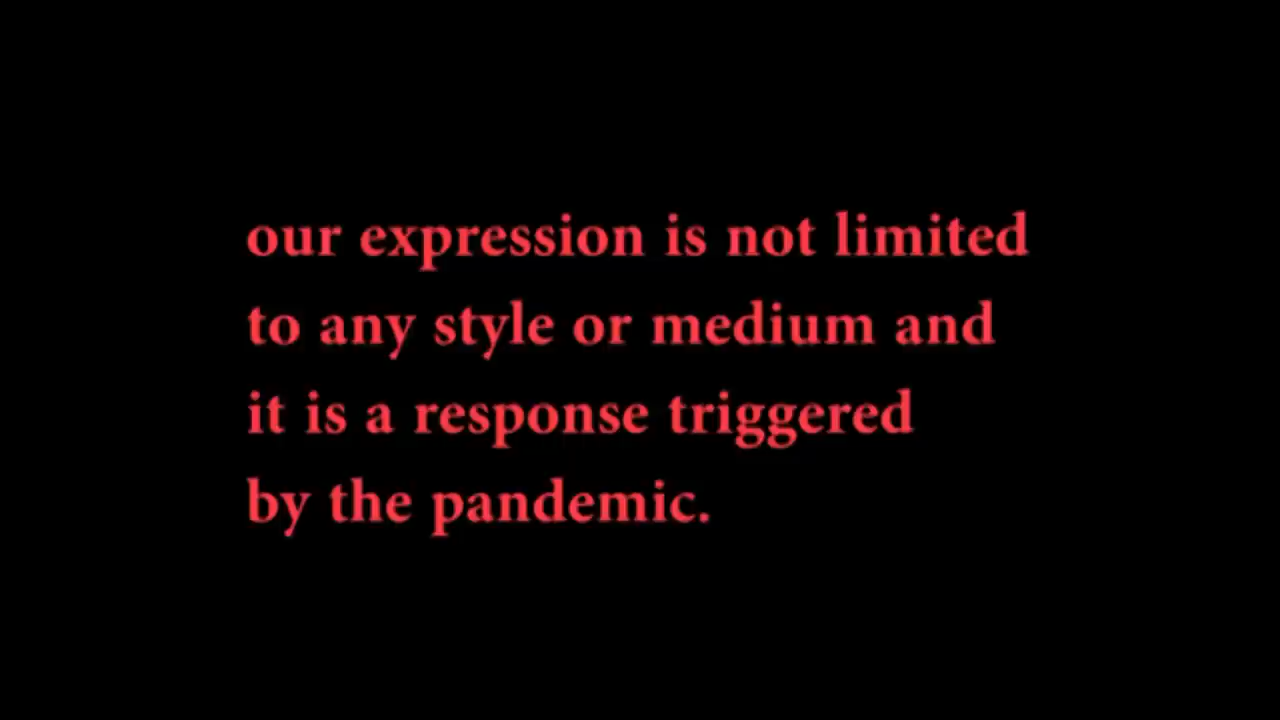 our expression is not limited
to any style or medium and
it is a response triggered
by the pandemic.